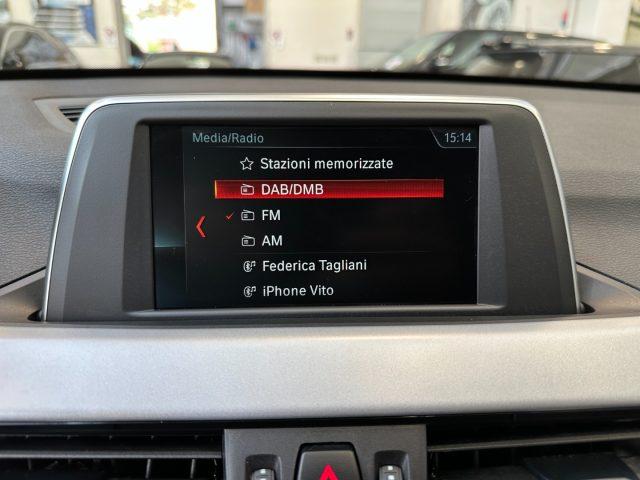 Media/Radio 15:14
Stazioni memorizzate
DAB/DMB
FM
AM
Federica Tagliani
iPhone Vito